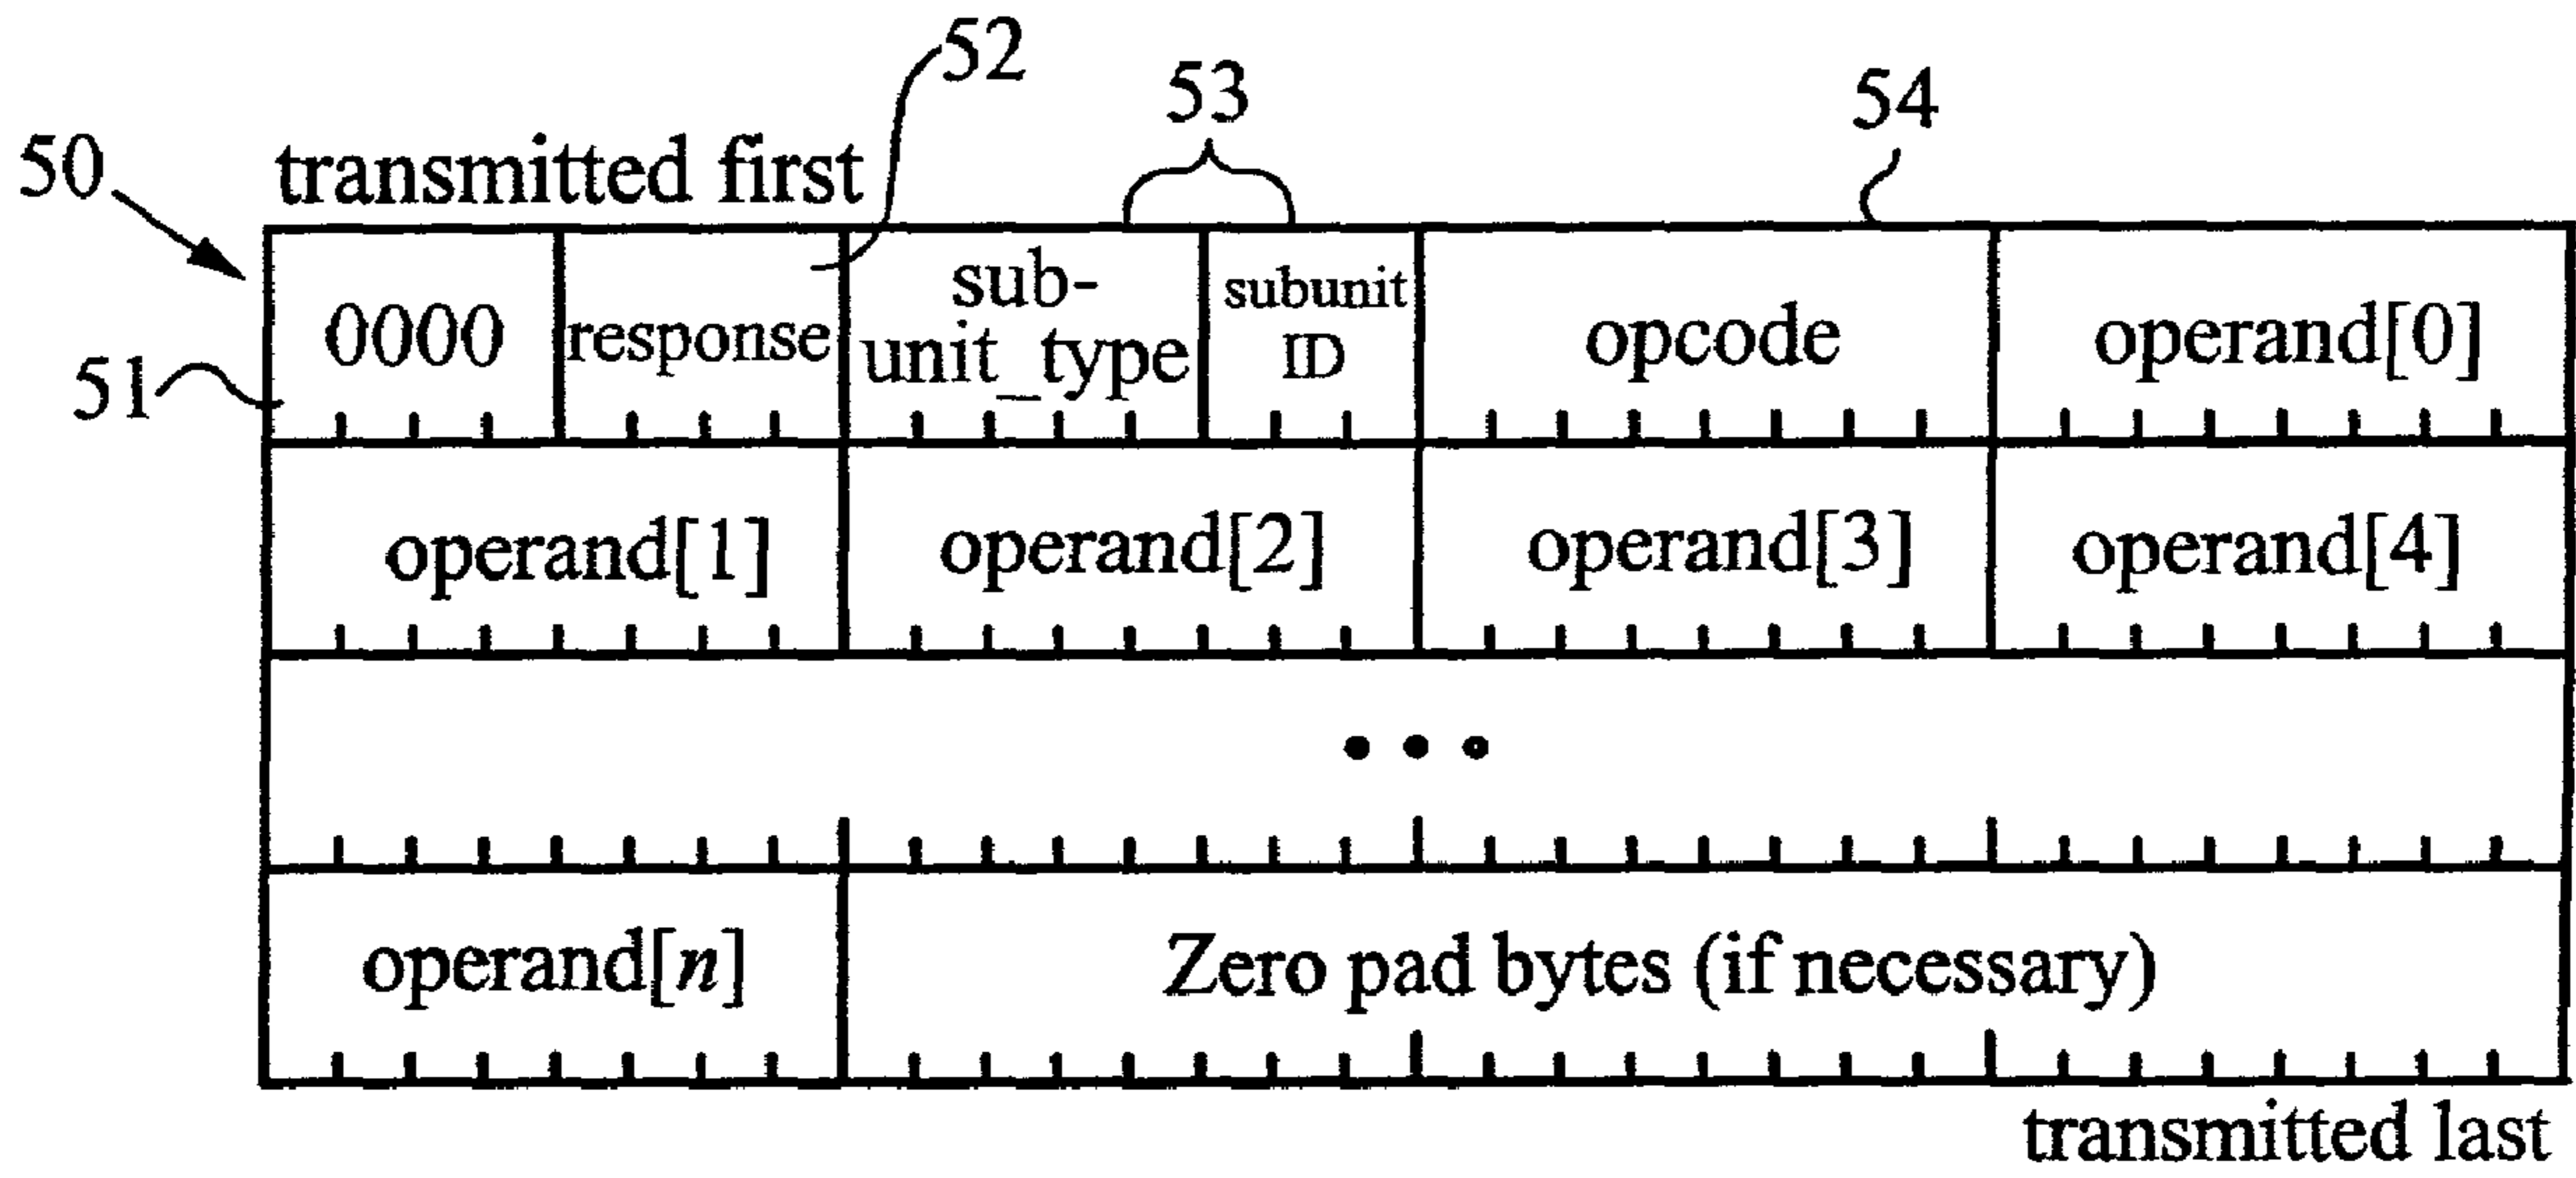 52
53
54
50
transmitted first
51
0000
response
sub-
unit_type
subunit
ID
opcode
operand[0]
operand[1]
operand[2]
operand[3]
operand[4]
• • •
operand[n]
Zero pad bytes (if necessary)
transmitted last